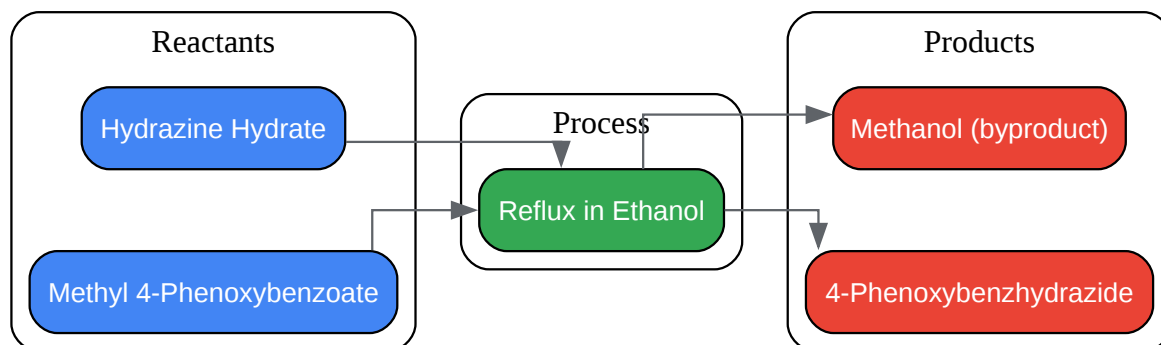 Reactants
Hydrazine Hydrate
Methyl 4-Phenoxybenzoate
Process
Reflux in Ethanol
Products
Methanol (byproduct)
4-Phenoxybenzhydrazide